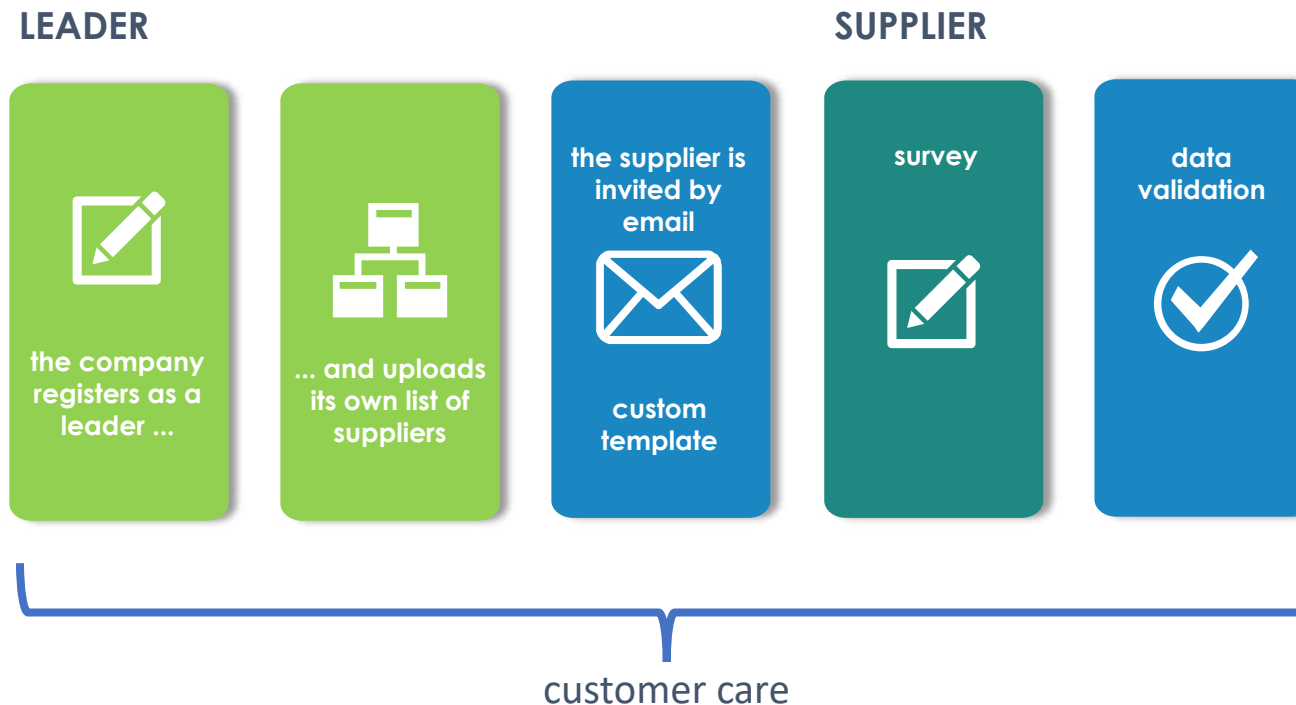 LEADER
SUPPLIER
the company
registers as a
leader ...
... and uploads
its own list of
suppliers
the supplier is
invited by
email
custom
template
survey
data
validation
customer care